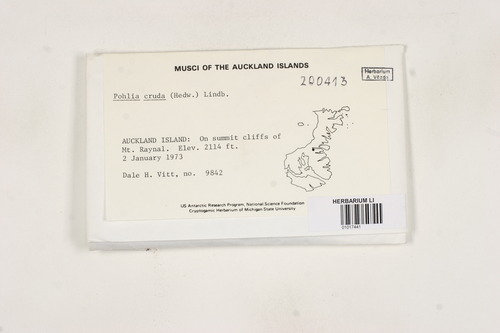 MUSCI OF THE AUCKLAND ISLANDS
200413
Herbarium
Pohlia cruda (Hedw.) Lindb.
AUCKLAND ISLAND: On summit cliffs of
Mt. Raynal. Elev. 2114 ft.
2 January 1973
Dale H. Vitt, no. 9842
US Antarctic Research Program, National Science Foundation
Cryptogamic Herbarium of Michigan State University
HERBARIUM LI
01017441